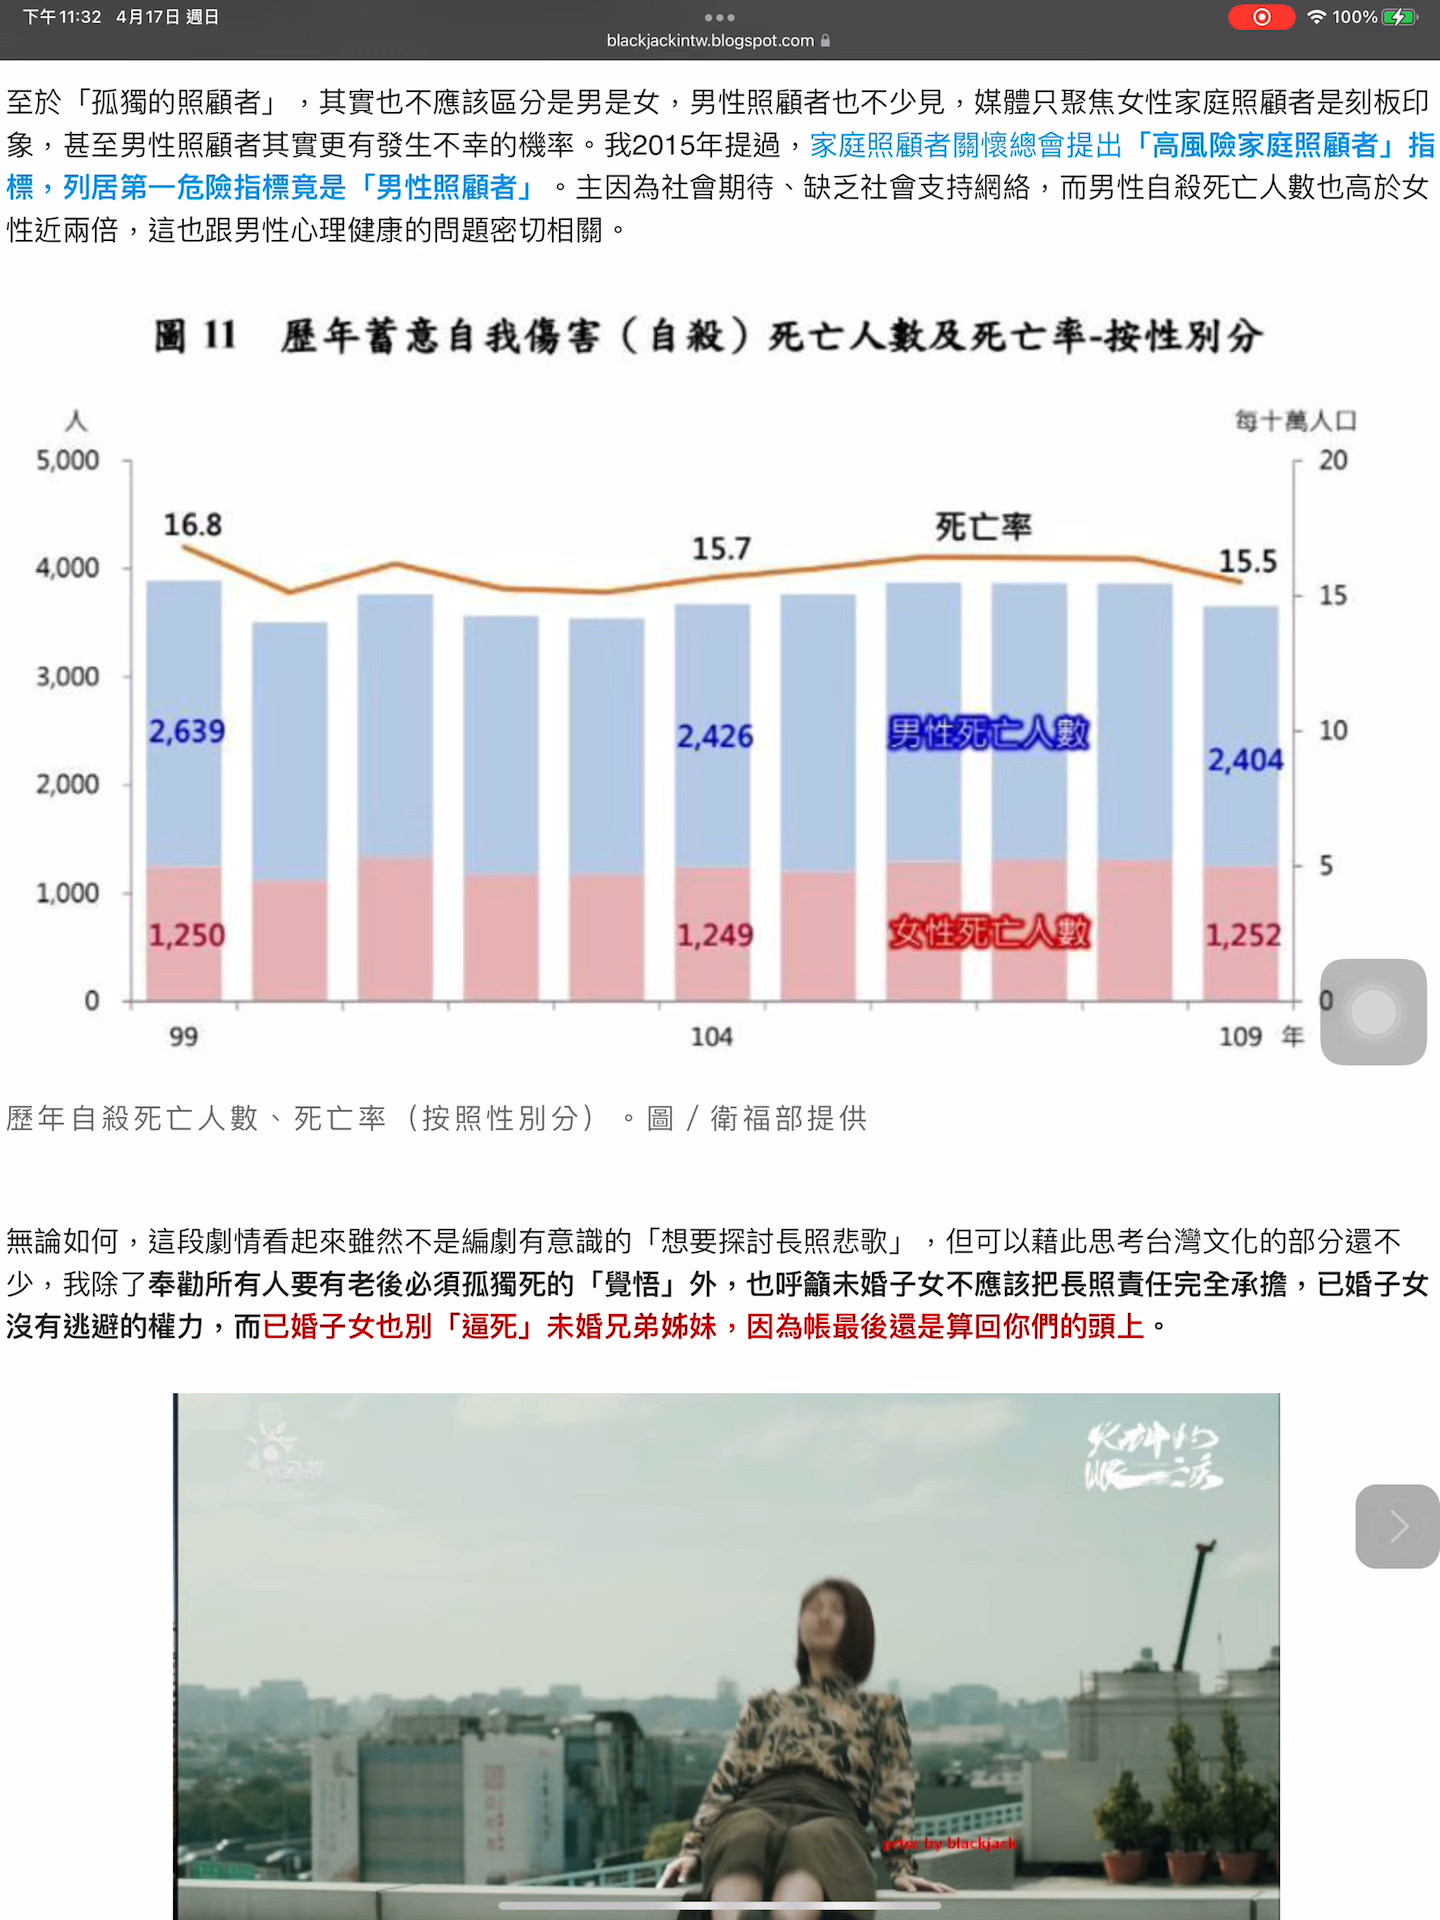 下午11:32 4月17日 週日
100%
blackjackintw.blogspot.com
至於「孤獨的照顧者」，其實也不應該區分是男是女，男性照顧者也不少見，媒體只聚焦女性家庭照顧者是刻板印
象，甚至男性照顧者其實更有發生不幸的機率。我2015年提過，家庭照顧者關懷總會提出「高風險家庭照顧者」指
標，列居第一危險指標竟是「男性照顧者」。主因為社會期待、缺乏社會支持網絡，而男性自殺死亡人數也高於女
性近兩倍，這也跟男性心理健康的問題密切相關。
圖 11 歷年蓄意自我傷害（自殺）死亡人數及死亡率-按性別分
人
每十萬人口
5,000
20
16.8
15.7
死亡率
15.5
4,000
15
3,000
2,639
2,426
男性死亡人數
2,404
10
2,000
1,000
5
1,250
1,249
女性死亡人數
1,252
0
0
99
104
109 年
歷年自殺死亡人數、死亡率（按照性別分）。圖／衛福部提供
無論如何，這段劇情看起來雖然不是編劇有意識的「想要探討長照悲歌」，但可以藉此思考台灣文化的部分還不
少，我除了奉勸所有人要有老後必須孤獨死的「覺悟」外，也呼籲未婚子女不應該把長照責任完全承擔，已婚子女
沒有逃避的權力，而已婚子女也別「逼死」未婚兄弟姊妹，因為帳最後還是算回你們的頭上。
火神的
眼淚
prtsc by blackjack